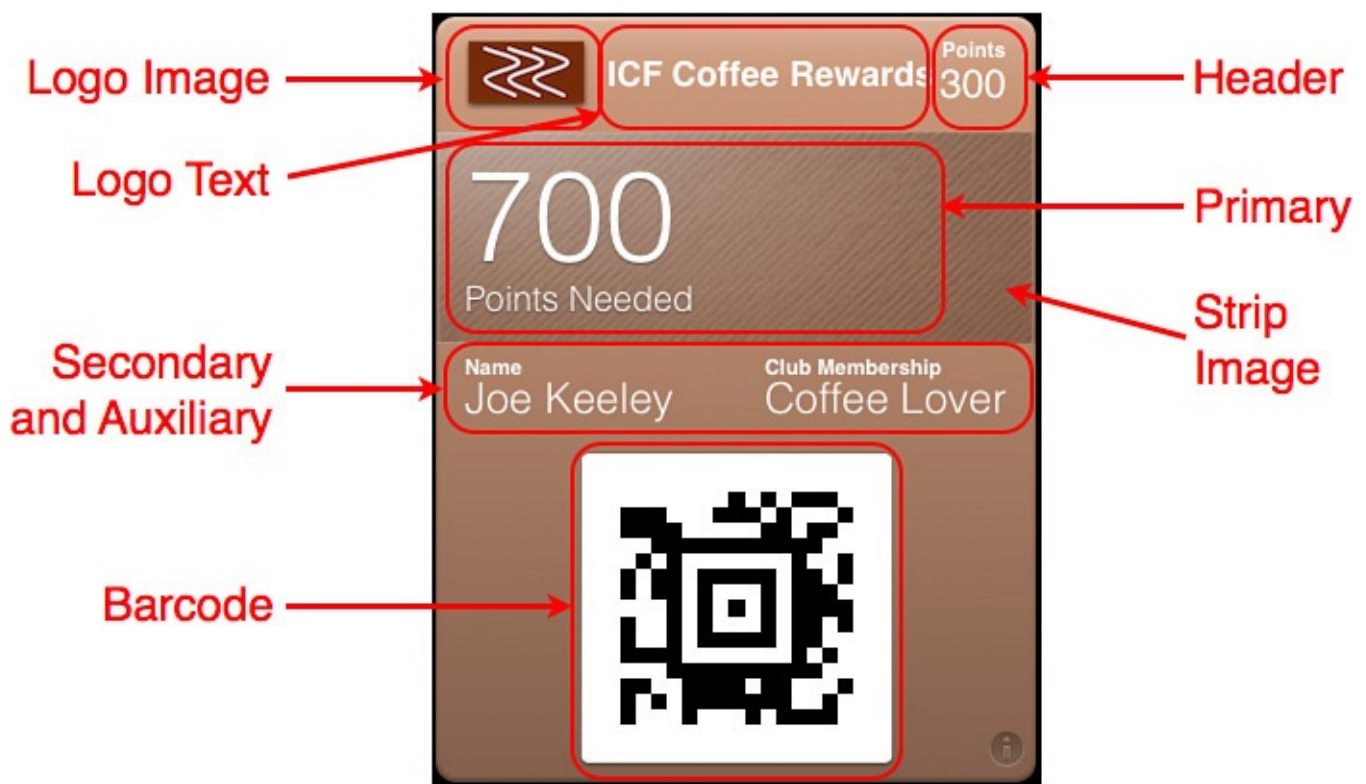 Logo Image
Logo Text
Secondary
and Auxiliary
Barcode
ICF Coffee Rewards
Points
300
700
Points Needed
Name
Joe Keeley
Club Membership
Coffee Lover
Header
Primary
Strip
Image